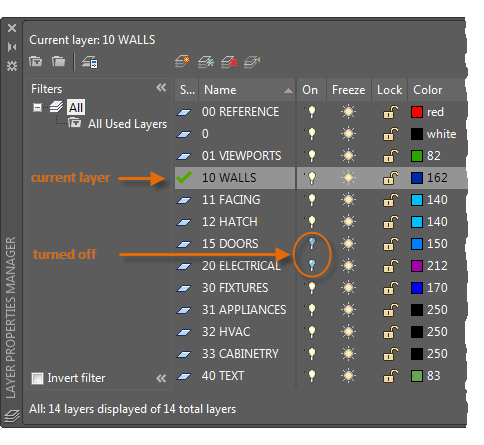 Current layer: 10 WALLS
Filters
All
All Used Layers
current layer
turned off
Invert filter
S... Name On Freeze Lock Color
00 REFERENCE red
0 white
01 VIEWPORTS 82
10 WALLS 162
11 FACING 140
12 HATCH 140
15 DOORS 150
20 ELECTRICAL 212
30 FIXTURES 170
31 APPLIANCES 250
32 HVAC 250
33 CABINETRY 250
40 TEXT 83
LAYER PROPERTIES MANAGER
All: 14 layers displayed of 14 total layers